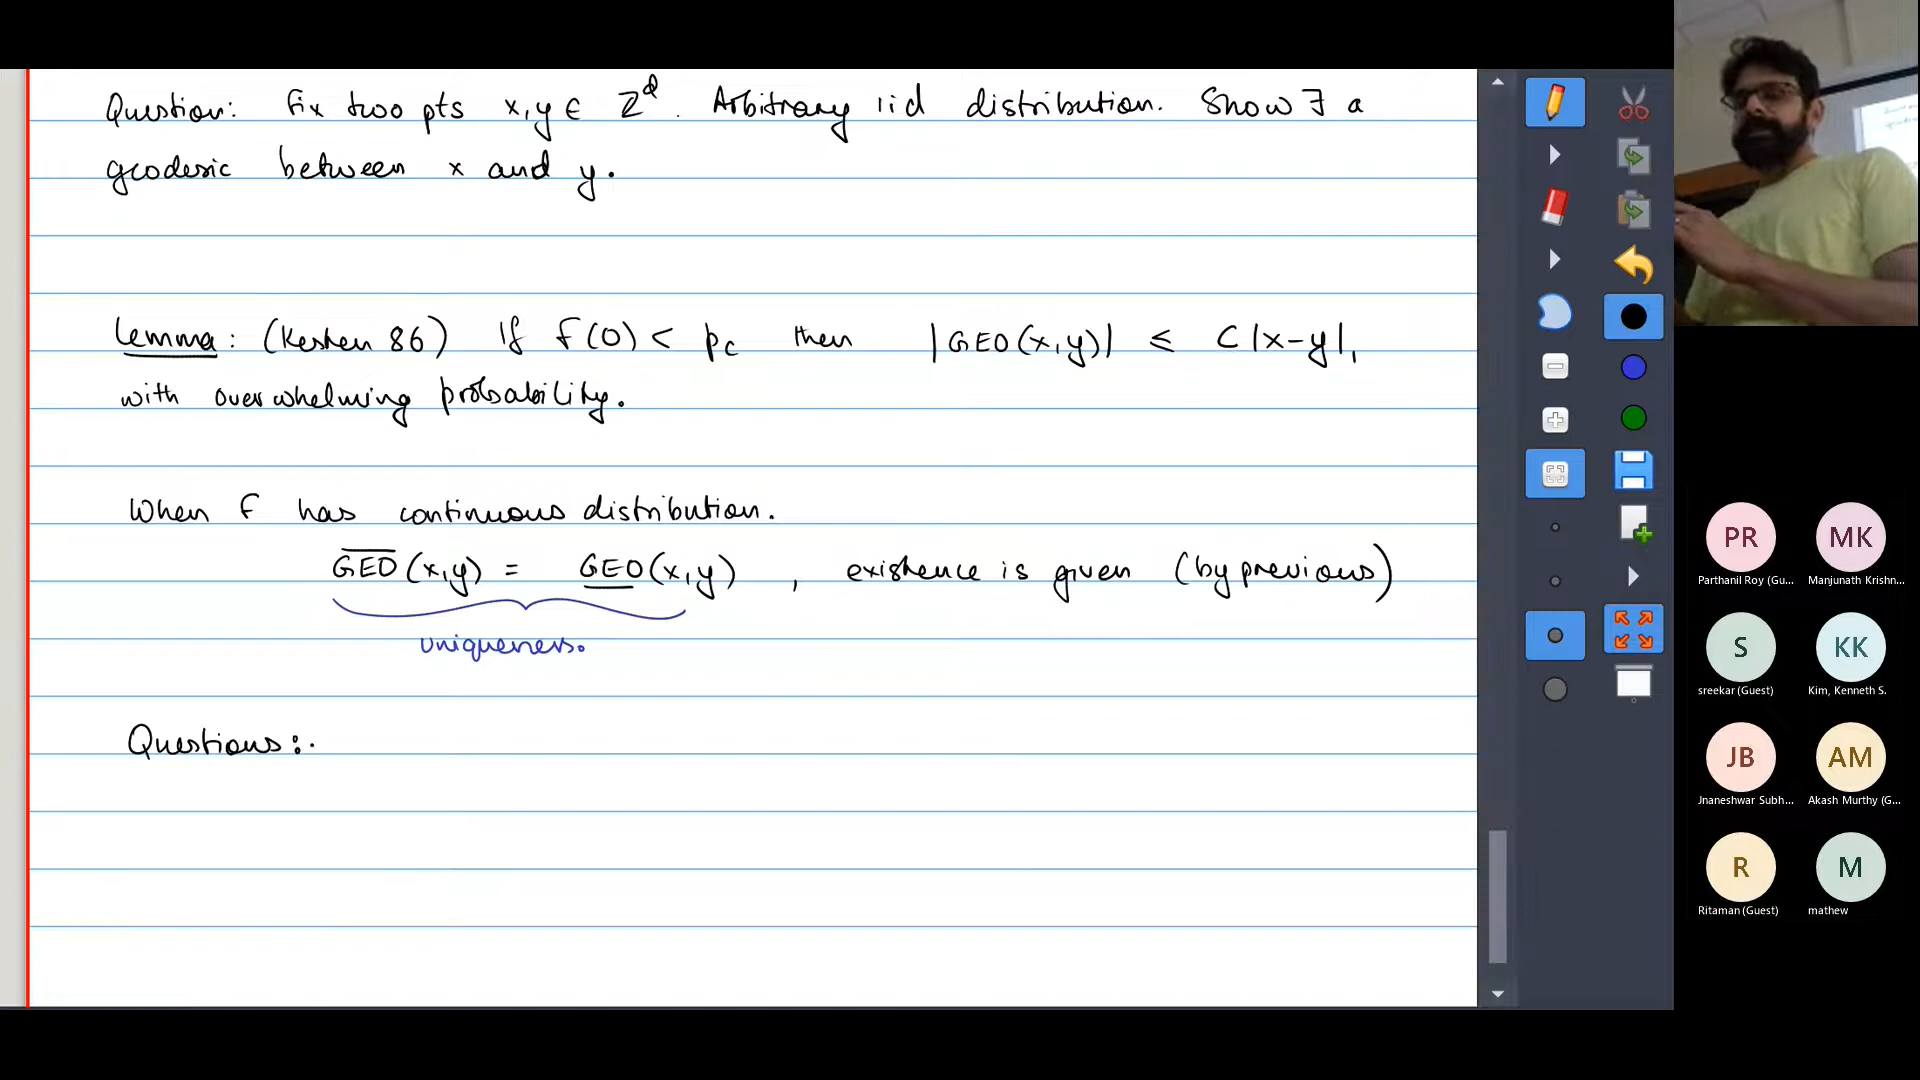 Question: Fix two pts x,y ∈ Z^d. Arbitrary iid distribution. Show ∃ a
geodesic between x and y.
Lemma: (Kesten 86) If F(0) < p_c then |GEO(x,y)| ≤ C|x-y|_1
with overwhelming probability.
When F has continuous distribution.
G̅E̅O̅(x,y) = G̲E̲O̲(x,y) , existence is given (by previous)
uniqueness.
Questions:.
PR MK
Parthanil Roy (Gu... Manjunath Krishn...
S KK
sreekar (Guest) Kim, Kenneth S.
JB AM
Jnaneshwar Subh... Akash Murthy (G...
R M
Ritaman (Guest) mathew